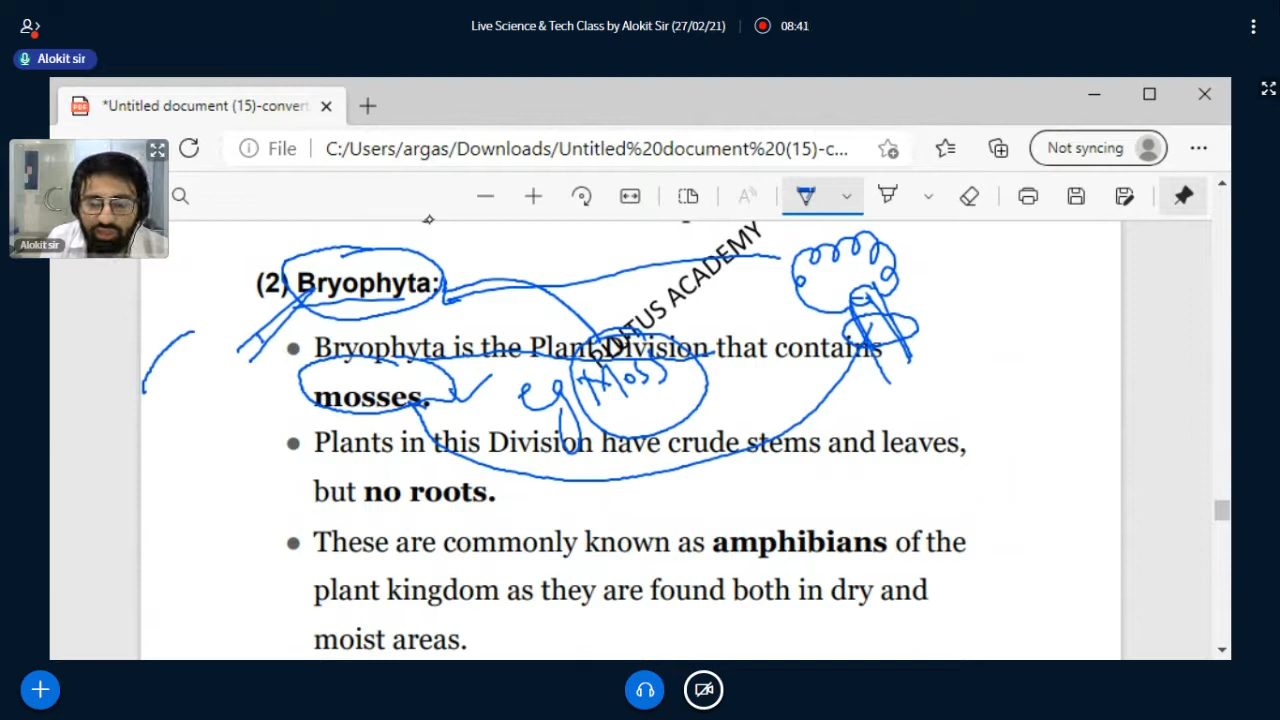 Live Science & Tech Class by Alokit Sir (27/02/21)
08:41
Alokit sir
*Untitled document (15)-convert
File
C:/Users/argas/Downloads/Untitled%20document%20(15)-c...
Not syncing
Alokit sir
PLUTUS ACADEMY
(2) Bryophyta:
● Bryophyta is the Plant Division that contains
mosses.
eg Moss
● Plants in this Division have crude stems and leaves,
but no roots.
● These are commonly known as amphibians of the
plant kingdom as they are found both in dry and
moist areas.